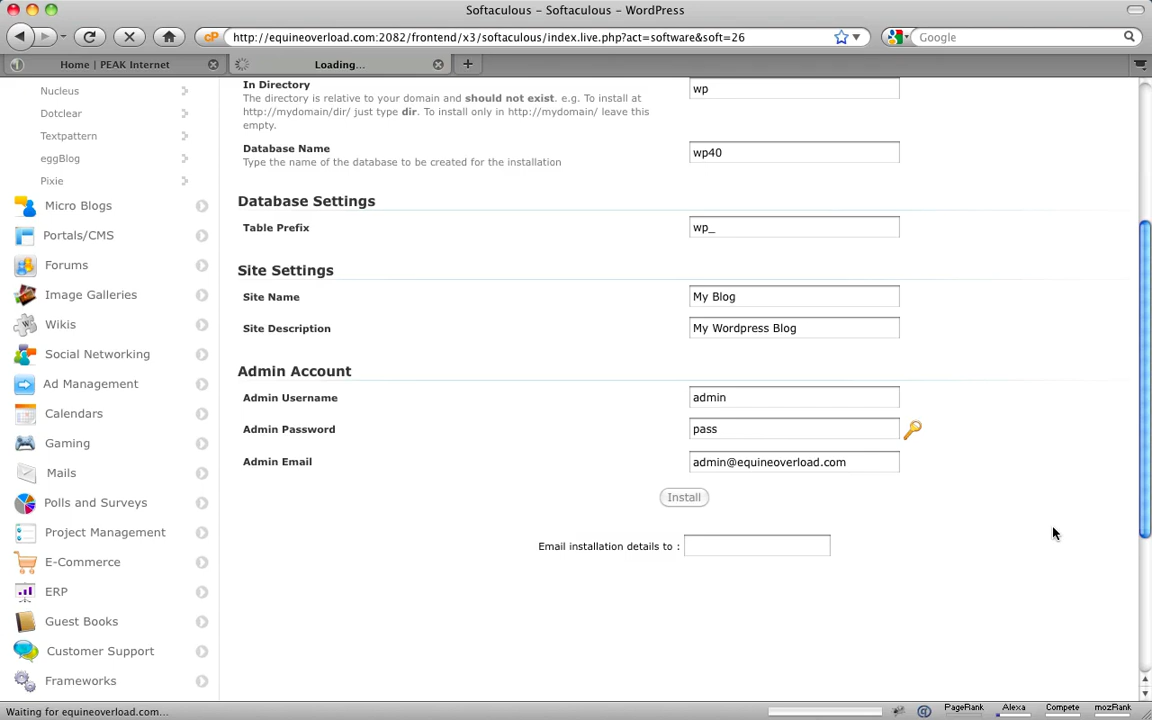 Softaculous - Softaculous - WordPress
cP http://equineoverload.com:2082/frontend/x3/softaculous/index.live.php?act=software&soft=26
Google
Home | PEAK Internet
Loading...
Nucleus
Dotclear
Textpattern
eggBlog
Pixie
Micro Blogs
Portals/CMS
Forums
Image Galleries
Wikis
Social Networking
Ad Management
Calendars
Gaming
Mails
Polls and Surveys
Project Management
E-Commerce
ERP
Guest Books
Customer Support
Frameworks
In Directory
wp
The directory is relative to your domain and should not exist. e.g. To install at
http://mydomain/dir/ just type dir. To install only in http://mydomain/ leave this
empty.
Database Name
wp40
Type the name of the database to be created for the installation
Database Settings
Table Prefix
wp_
Site Settings
Site Name
My Blog
Site Description
My Wordpress Blog
Admin Account
Admin Username
admin
Admin Password
pass
Admin Email
admin@equineoverload.com
Install
Email installation details to :
Waiting for equineoverload.com...
PageRank
Alexa
Compete
mozRank